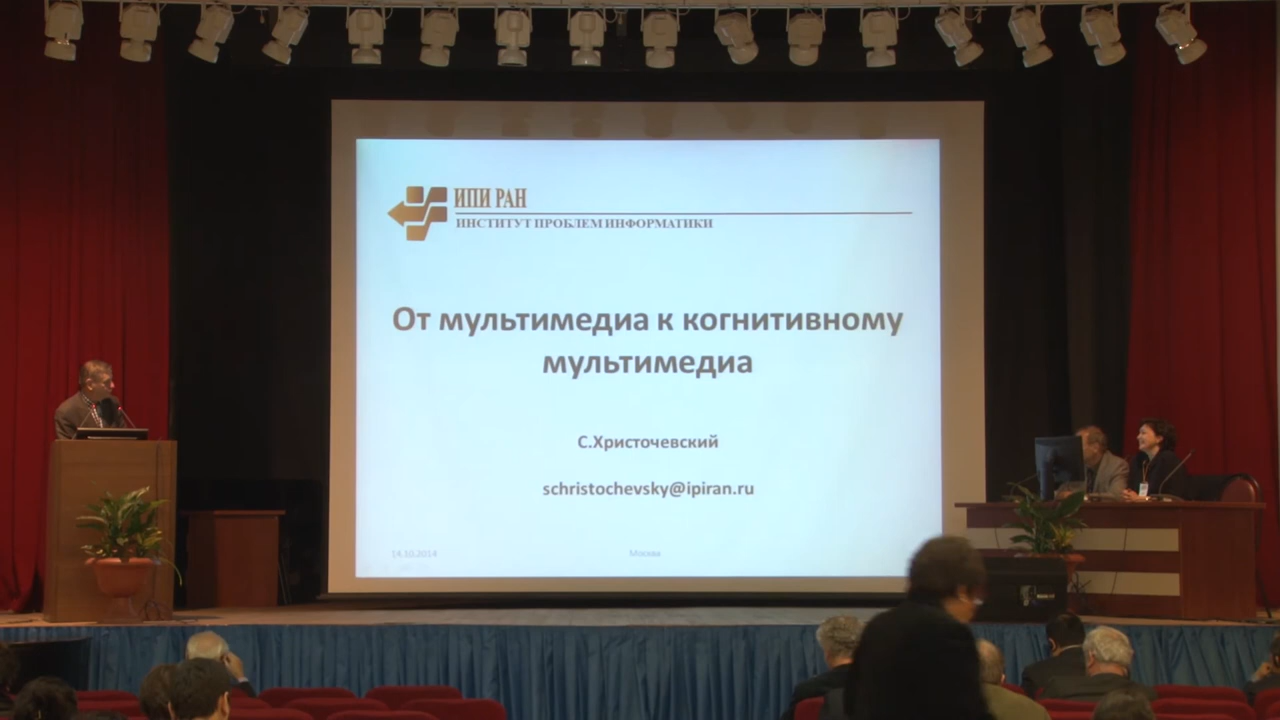 ИПИ РАН
ИНСТИТУТ ПРОБЛЕМ ИНФОРМАТИКИ
От мультимедиа к когнитивному
мультимедиа
С.Христочевский
schristochevsky@ipiran.ru
14.10.2014 Москва